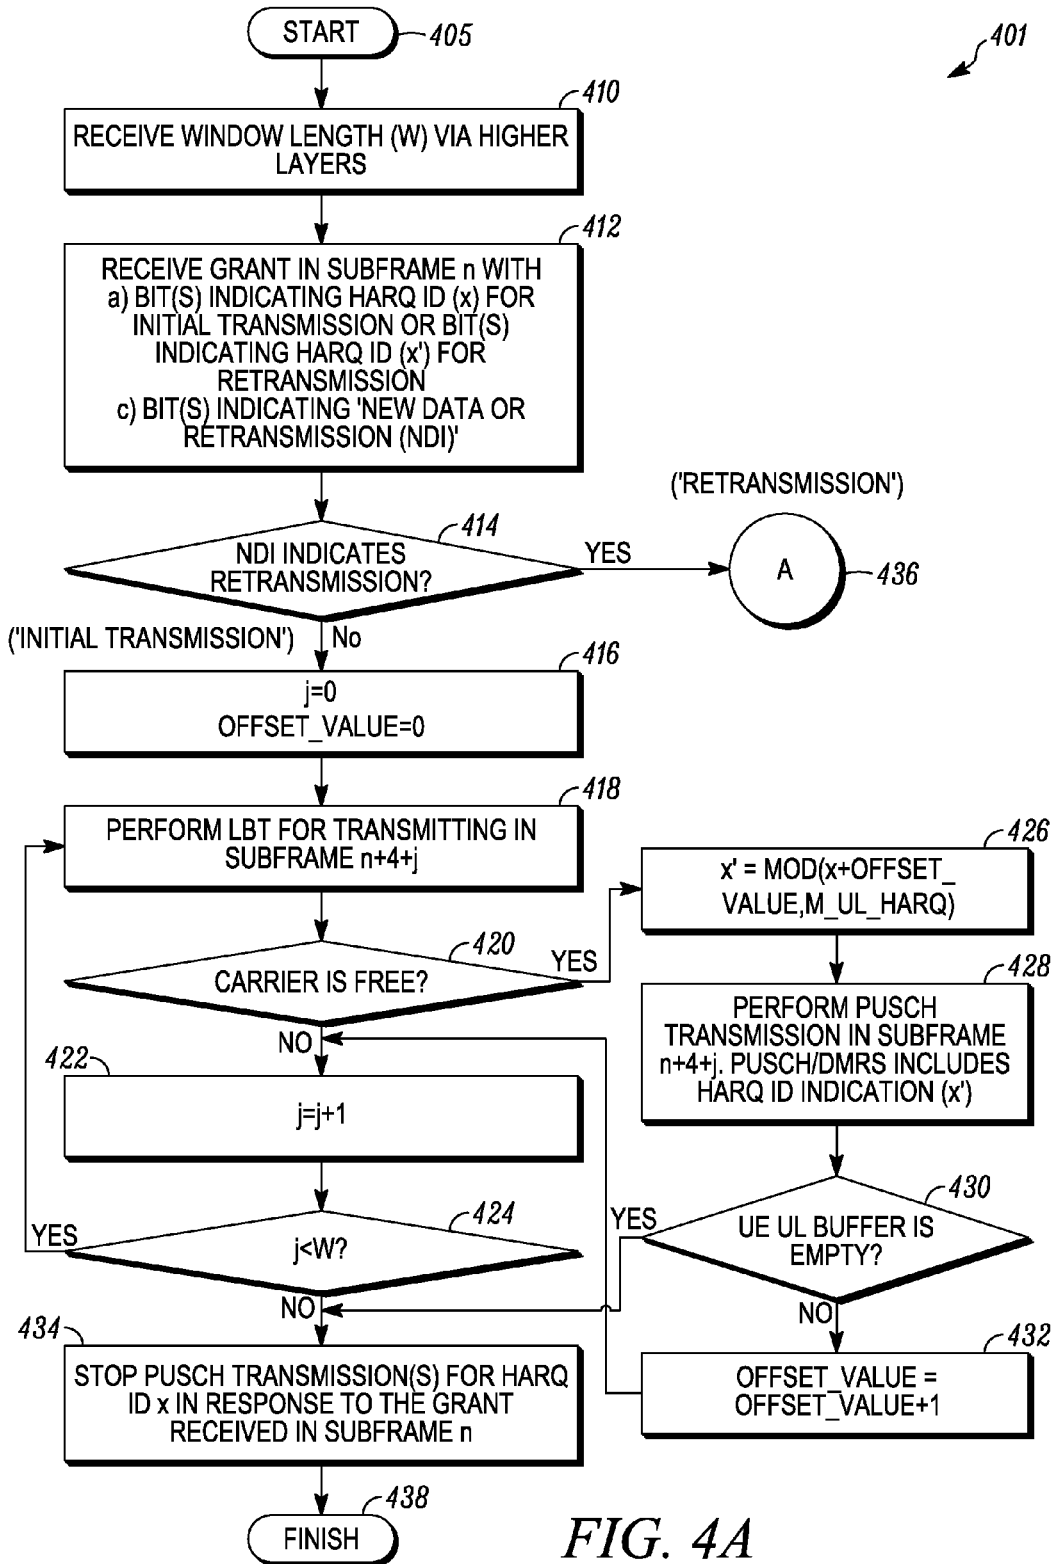 START
405
401
410
RECEIVE WINDOW LENGTH (W) VIA HIGHER
LAYERS
412
RECEIVE GRANT IN SUBFRAME n WITH
a) BIT(S) INDICATING HARQ ID (x) FOR
INITIAL TRANSMISSION OR BIT(S)
INDICATING HARQ ID (x') FOR
RETRANSMISSION
c) BIT(S) INDICATING 'NEW DATA OR
RETRANSMISSION (NDI)'
414
NDI INDICATES
RETRANSMISSION?
YES
('RETRANSMISSION')
A
436
('INITIAL TRANSMISSION')
No
416
j=0
OFFSET_VALUE=0
418
PERFORM LBT FOR TRANSMITTING IN
SUBFRAME n+4+j
420
CARRIER IS FREE?
YES
NO
422
j=j+1
424
j<W?
YES
NO
426
x' = MOD(x+OFFSET_
VALUE,M_UL_HARQ)
428
PERFORM PUSCH
TRANSMISSION IN SUBFRAME
n+4+j. PUSCH/DMRS INCLUDES
HARQ ID INDICATION (x')
430
UE UL BUFFER IS
EMPTY?
YES
NO
432
OFFSET_VALUE =
OFFSET_VALUE+1
434
STOP PUSCH TRANSMISSION(S) FOR HARQ
ID x IN RESPONSE TO THE GRANT
RECEIVED IN SUBFRAME n
438
FINISH
FIG. 4A